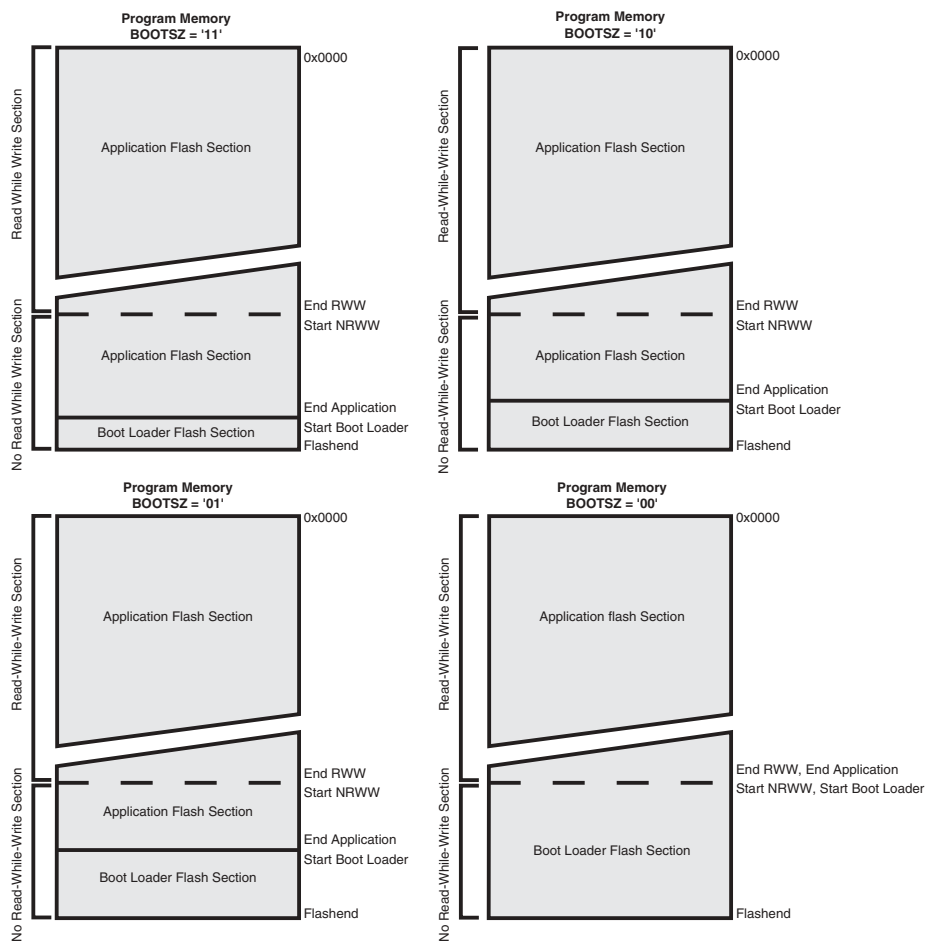 Program Memory
BOOTSZ = '11'
0x0000
Read While Write Section
Application Flash Section
End RWW
Start NRWW
No Read While Write Section
Application Flash Section
End Application
Start Boot Loader
Boot Loader Flash Section
Flashend
Program Memory
BOOTSZ = '10'
0x0000
Read-While-Write Section
Application Flash Section
End RWW
Start NRWW
No Read-While-Write Section
Application Flash Section
End Application
Start Boot Loader
Boot Loader Flash Section
Flashend
Program Memory
BOOTSZ = '01'
0x0000
Read-While-Write Section
Application Flash Section
End RWW
Start NRWW
No Read-While-Write Section
Application Flash Section
End Application
Start Boot Loader
Boot Loader Flash Section
Flashend
Program Memory
BOOTSZ = '00'
0x0000
Read-While-Write Section
Application flash Section
End RWW, End Application
Start NRWW, Start Boot Loader
No Read-While-Write Section
Boot Loader Flash Section
Flashend